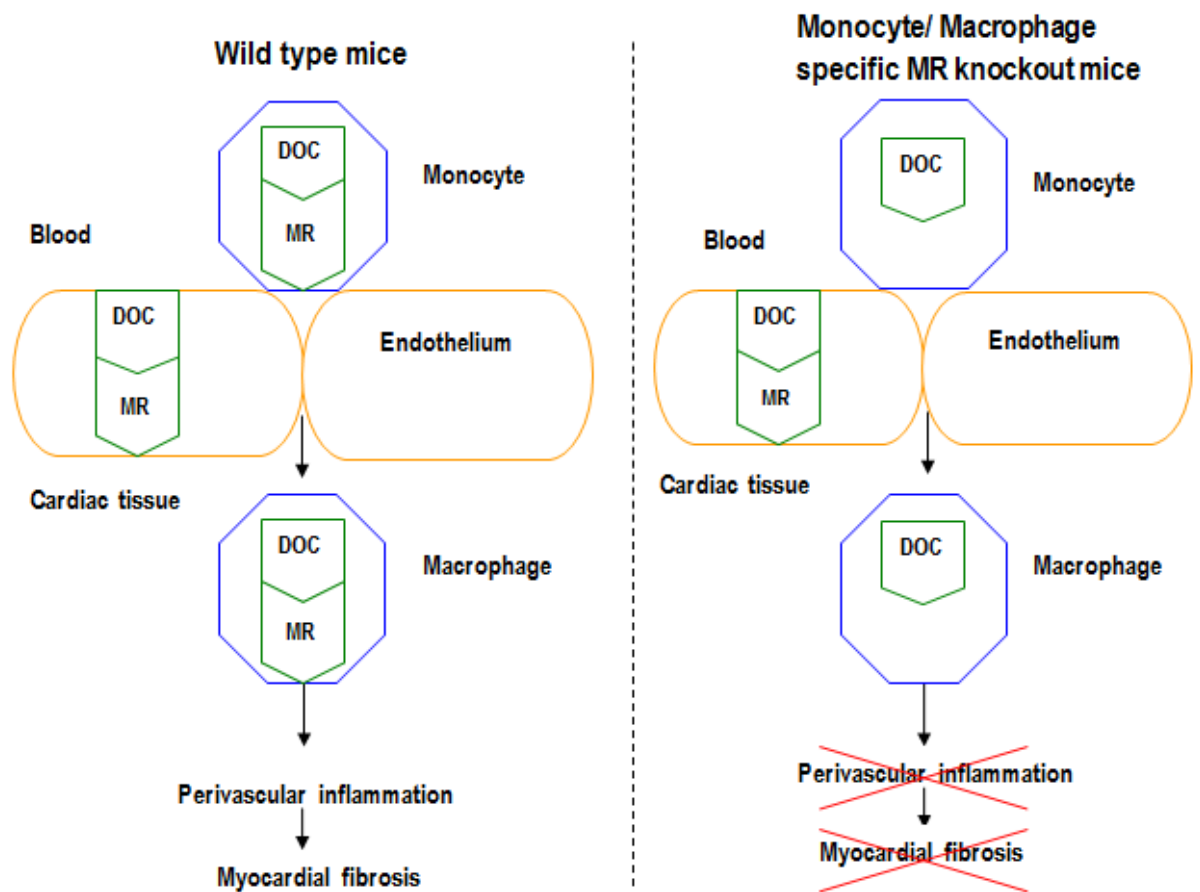 Wild type mice
DOC
MR
Monocyte
Blood
DOC
MR
Endothelium
Cardiac tissue
DOC
MR
Macrophage
Perivascular inflammation
Myocardial fibrosis
Monocyte/ Macrophage
specific MR knockout mice
DOC
Monocyte
Blood
DOC
MR
Endothelium
Cardiac tissue
DOC
Macrophage
Perivascular inflammation
Myocardial fibrosis